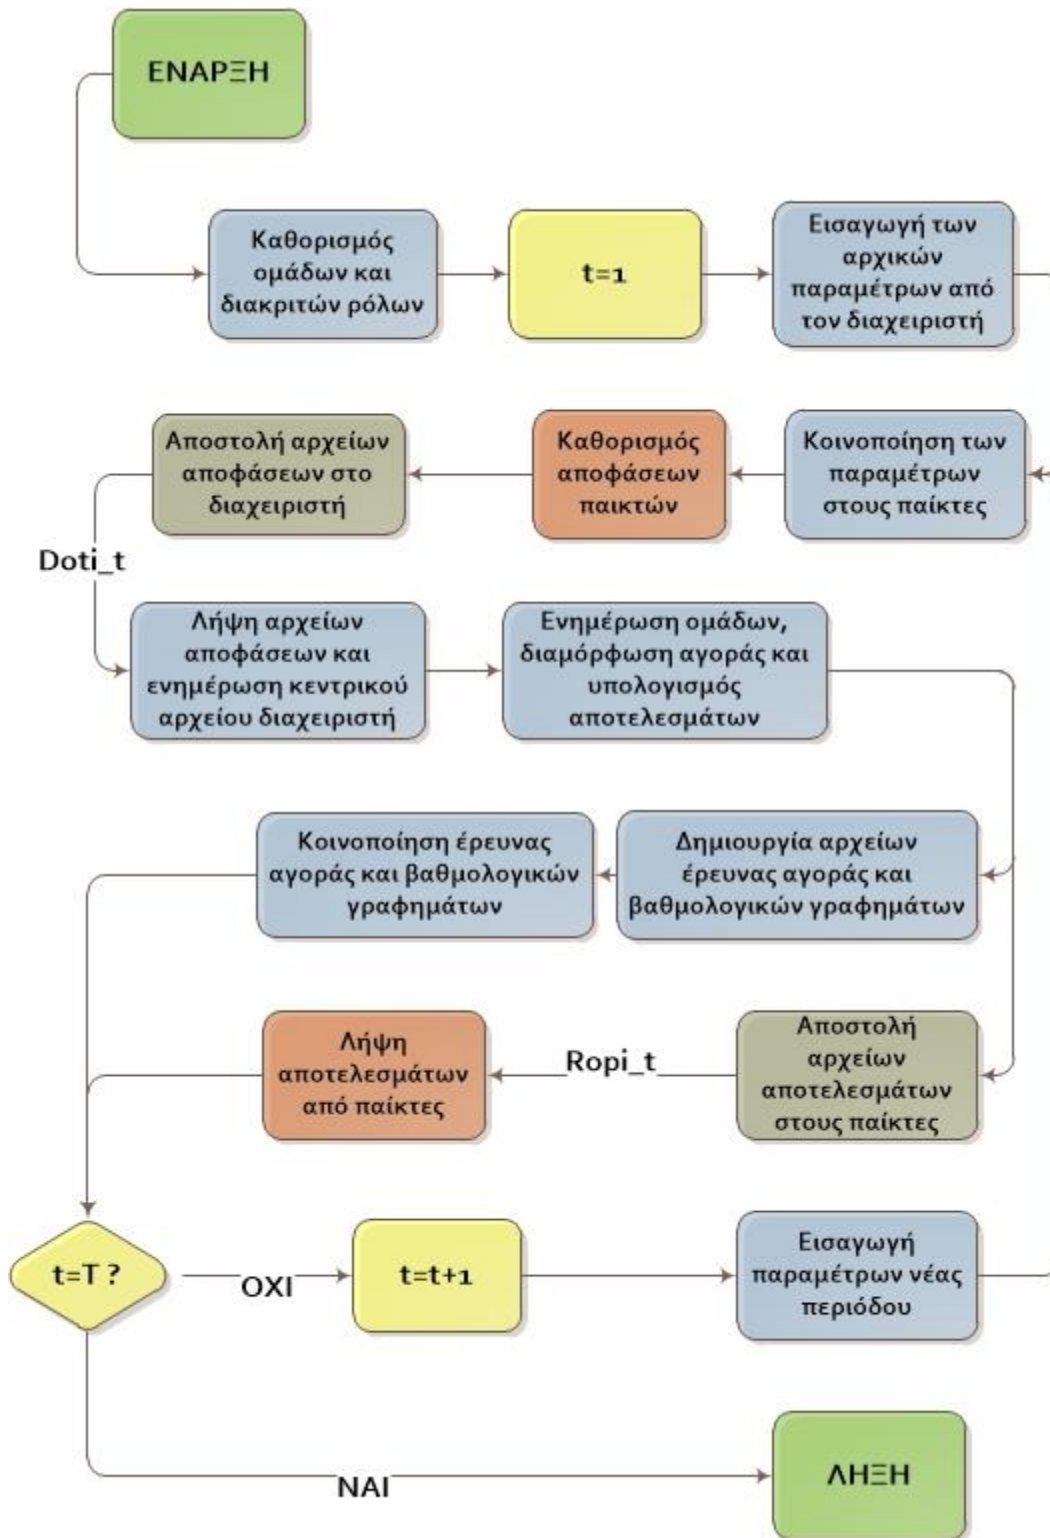 ΕΝΑΡΞΗ
Καθορισμός
ομάδων και
διακριτών ρόλων
t=1
Εισαγωγή των
αρχικών
παραμέτρων από
τον διαχειριστή
Αποστολή αρχείων
αποφάσεων στο
διαχειριστή
Καθορισμός
αποφάσεων
παικτών
Κοινοποίηση των
παραμέτρων
στους παίκτες
Doti_t
Λήψη αρχείων
αποφάσεων και
ενημέρωση κεντρικού
αρχείου διαχειριστή
Ενημέρωση ομάδων,
διαμόρφωση αγοράς και
υπολογισμός
αποτελεσμάτων
Κοινοποίηση έρευνας
αγοράς και βαθμολογικών
γραφημάτων
Δημιουργία αρχείων
έρευνας αγοράς και
βαθμολογικών γραφημάτων
Λήψη
αποτελεσμάτων
από παίκτες
Ropi_t
Αποστολή
αρχείων
αποτελεσμάτων
στους παίκτες
t=T ?
ΟΧΙ
t=t+1
Εισαγωγή
παραμέτρων νέας
περιόδου
ΝΑΙ
ΛΗΞΗ